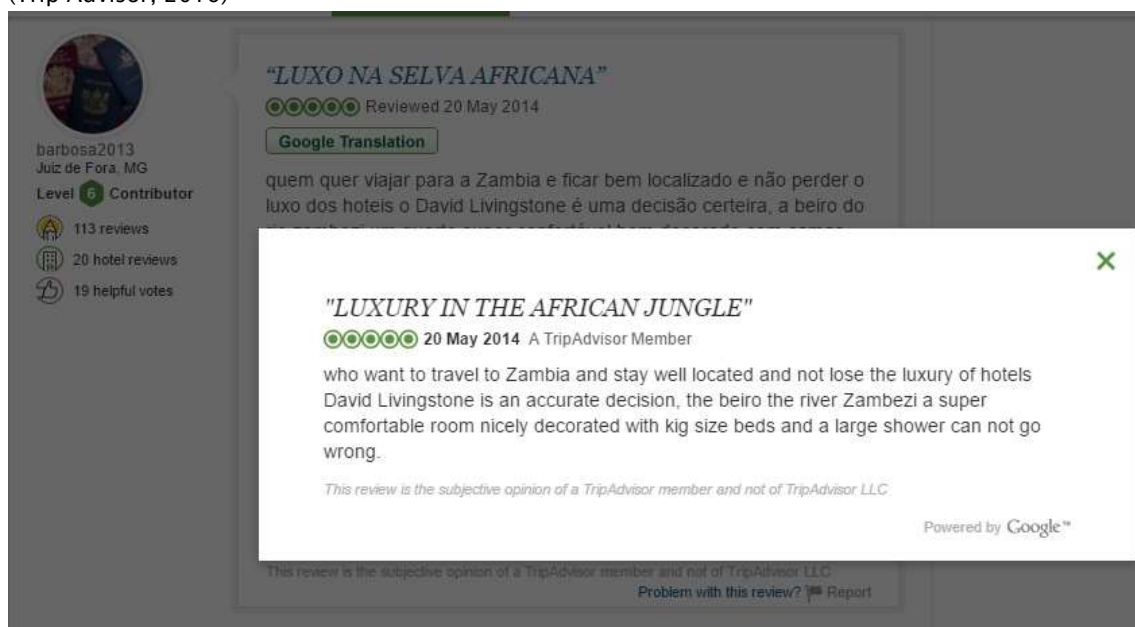 “LUXO NA SELVA AFRICANA”
Reviewed 20 May 2014
Google Translation
barbosa2013
Juiz de Fora, MG
Level 6 Contributor
113 reviews
20 hotel reviews
19 helpful votes
quem quer viajar para a Zambia e ficar bem localizado e não perder o
luxo dos hoteis o David Livingstone é uma decisão certeira, a beiro do
"LUXURY IN THE AFRICAN JUNGLE"
20 May 2014 A TripAdvisor Member
who want to travel to Zambia and stay well located and not lose the luxury of hotels
David Livingstone is an accurate decision, the beiro the river Zambezi a super
comfortable room nicely decorated with kig size beds and a large shower can not go
wrong.
This review is the subjective opinion of a TripAdvisor member and not of TripAdvisor LLC
Powered by Google™
This review is the subjective opinion of a TripAdvisor member and not of TripAdvisor LLC
Problem with this review? Report